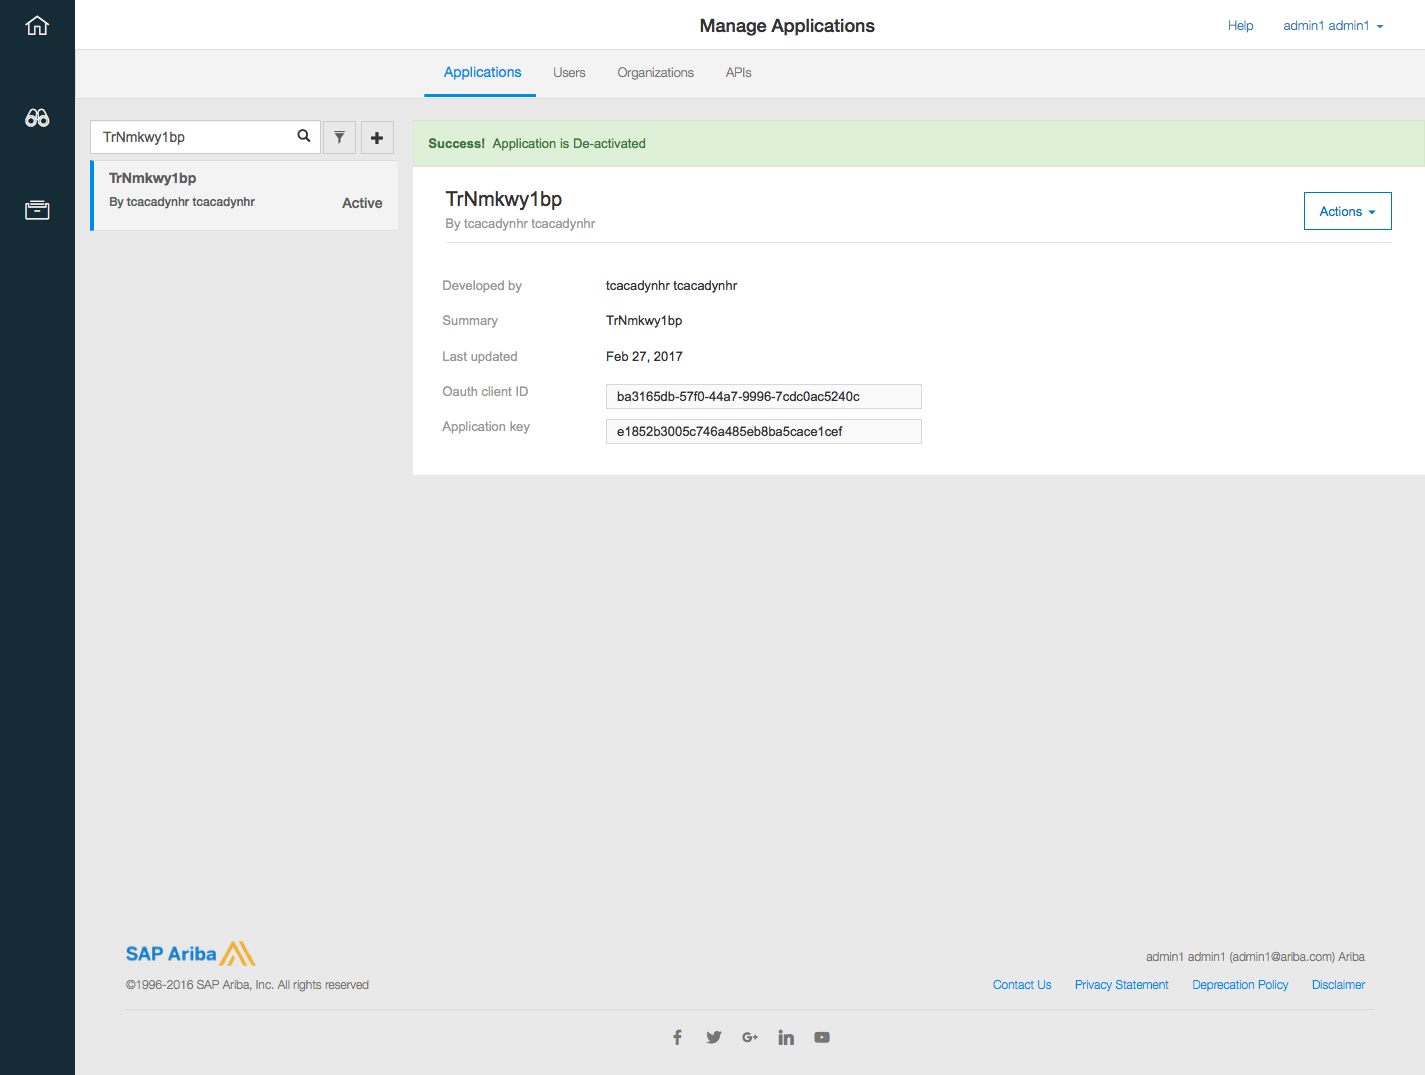 Manage Applications
Help
admin1 admin1
Applications
Users
Organizations
APIs
TrNmkwy1bp
TrNmkwy1bp
By tcacadynhr tcacadynhr
Active
Success! Application is De-activated
TrNmkwy1bp
By tcacadynhr tcacadynhr
Actions
Developed by
tcacadynhr tcacadynhr
Summary
TrNmkwy1bp
Last updated
Feb 27, 2017
Oauth client ID
ba3165db-57f0-44a7-9996-7cdc0ac5240c
Application key
e1852b3005c746a485eb8ba5cace1cef
SAP Ariba
admin1 admin1 (admin1@ariba.com) Ariba
©1996-2016 SAP Ariba, Inc. All rights reserved
Contact Us
Privacy Statement
Deprecation Policy
Disclaimer